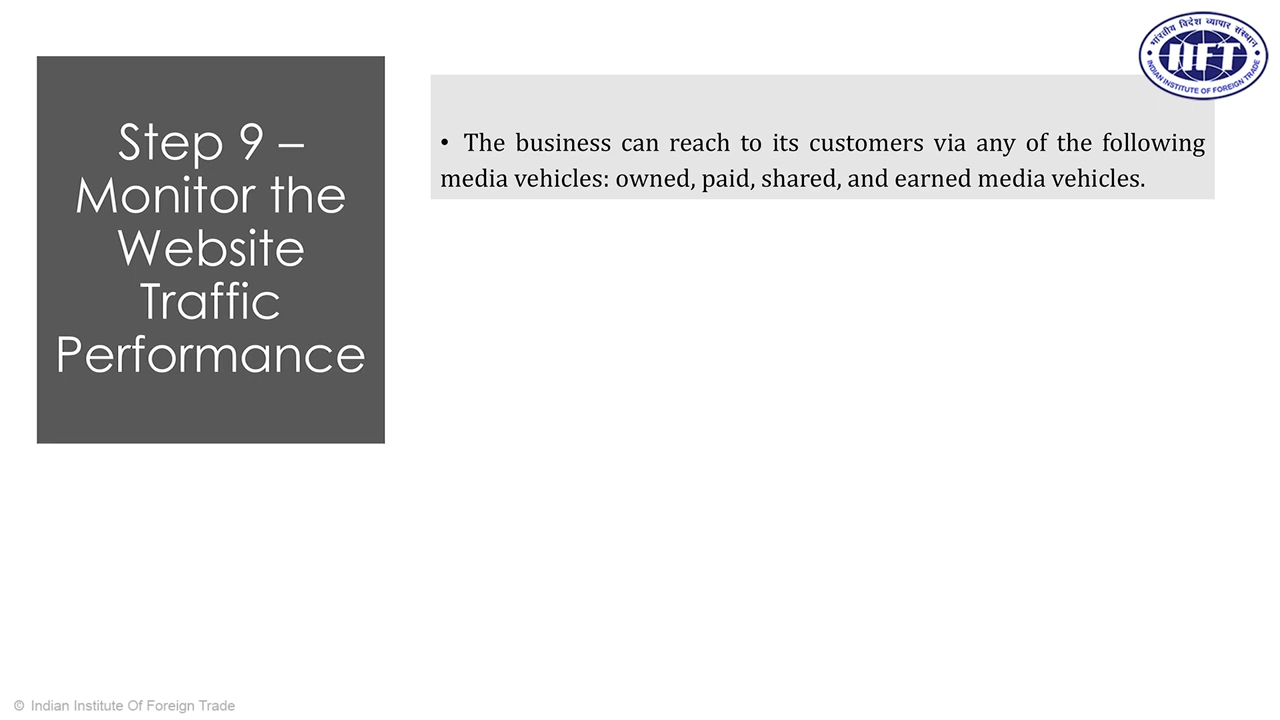 Step 9 –
Monitor the
Website
Traffic
Performance
• The business can reach to its customers via any of the following
media vehicles: owned, paid, shared, and earned media vehicles.
भारतीय विदेश व्यापार संस्थान
IIFT
INDIAN INSTITUTE OF FOREIGN TRADE
© Indian Institute Of Foreign Trade